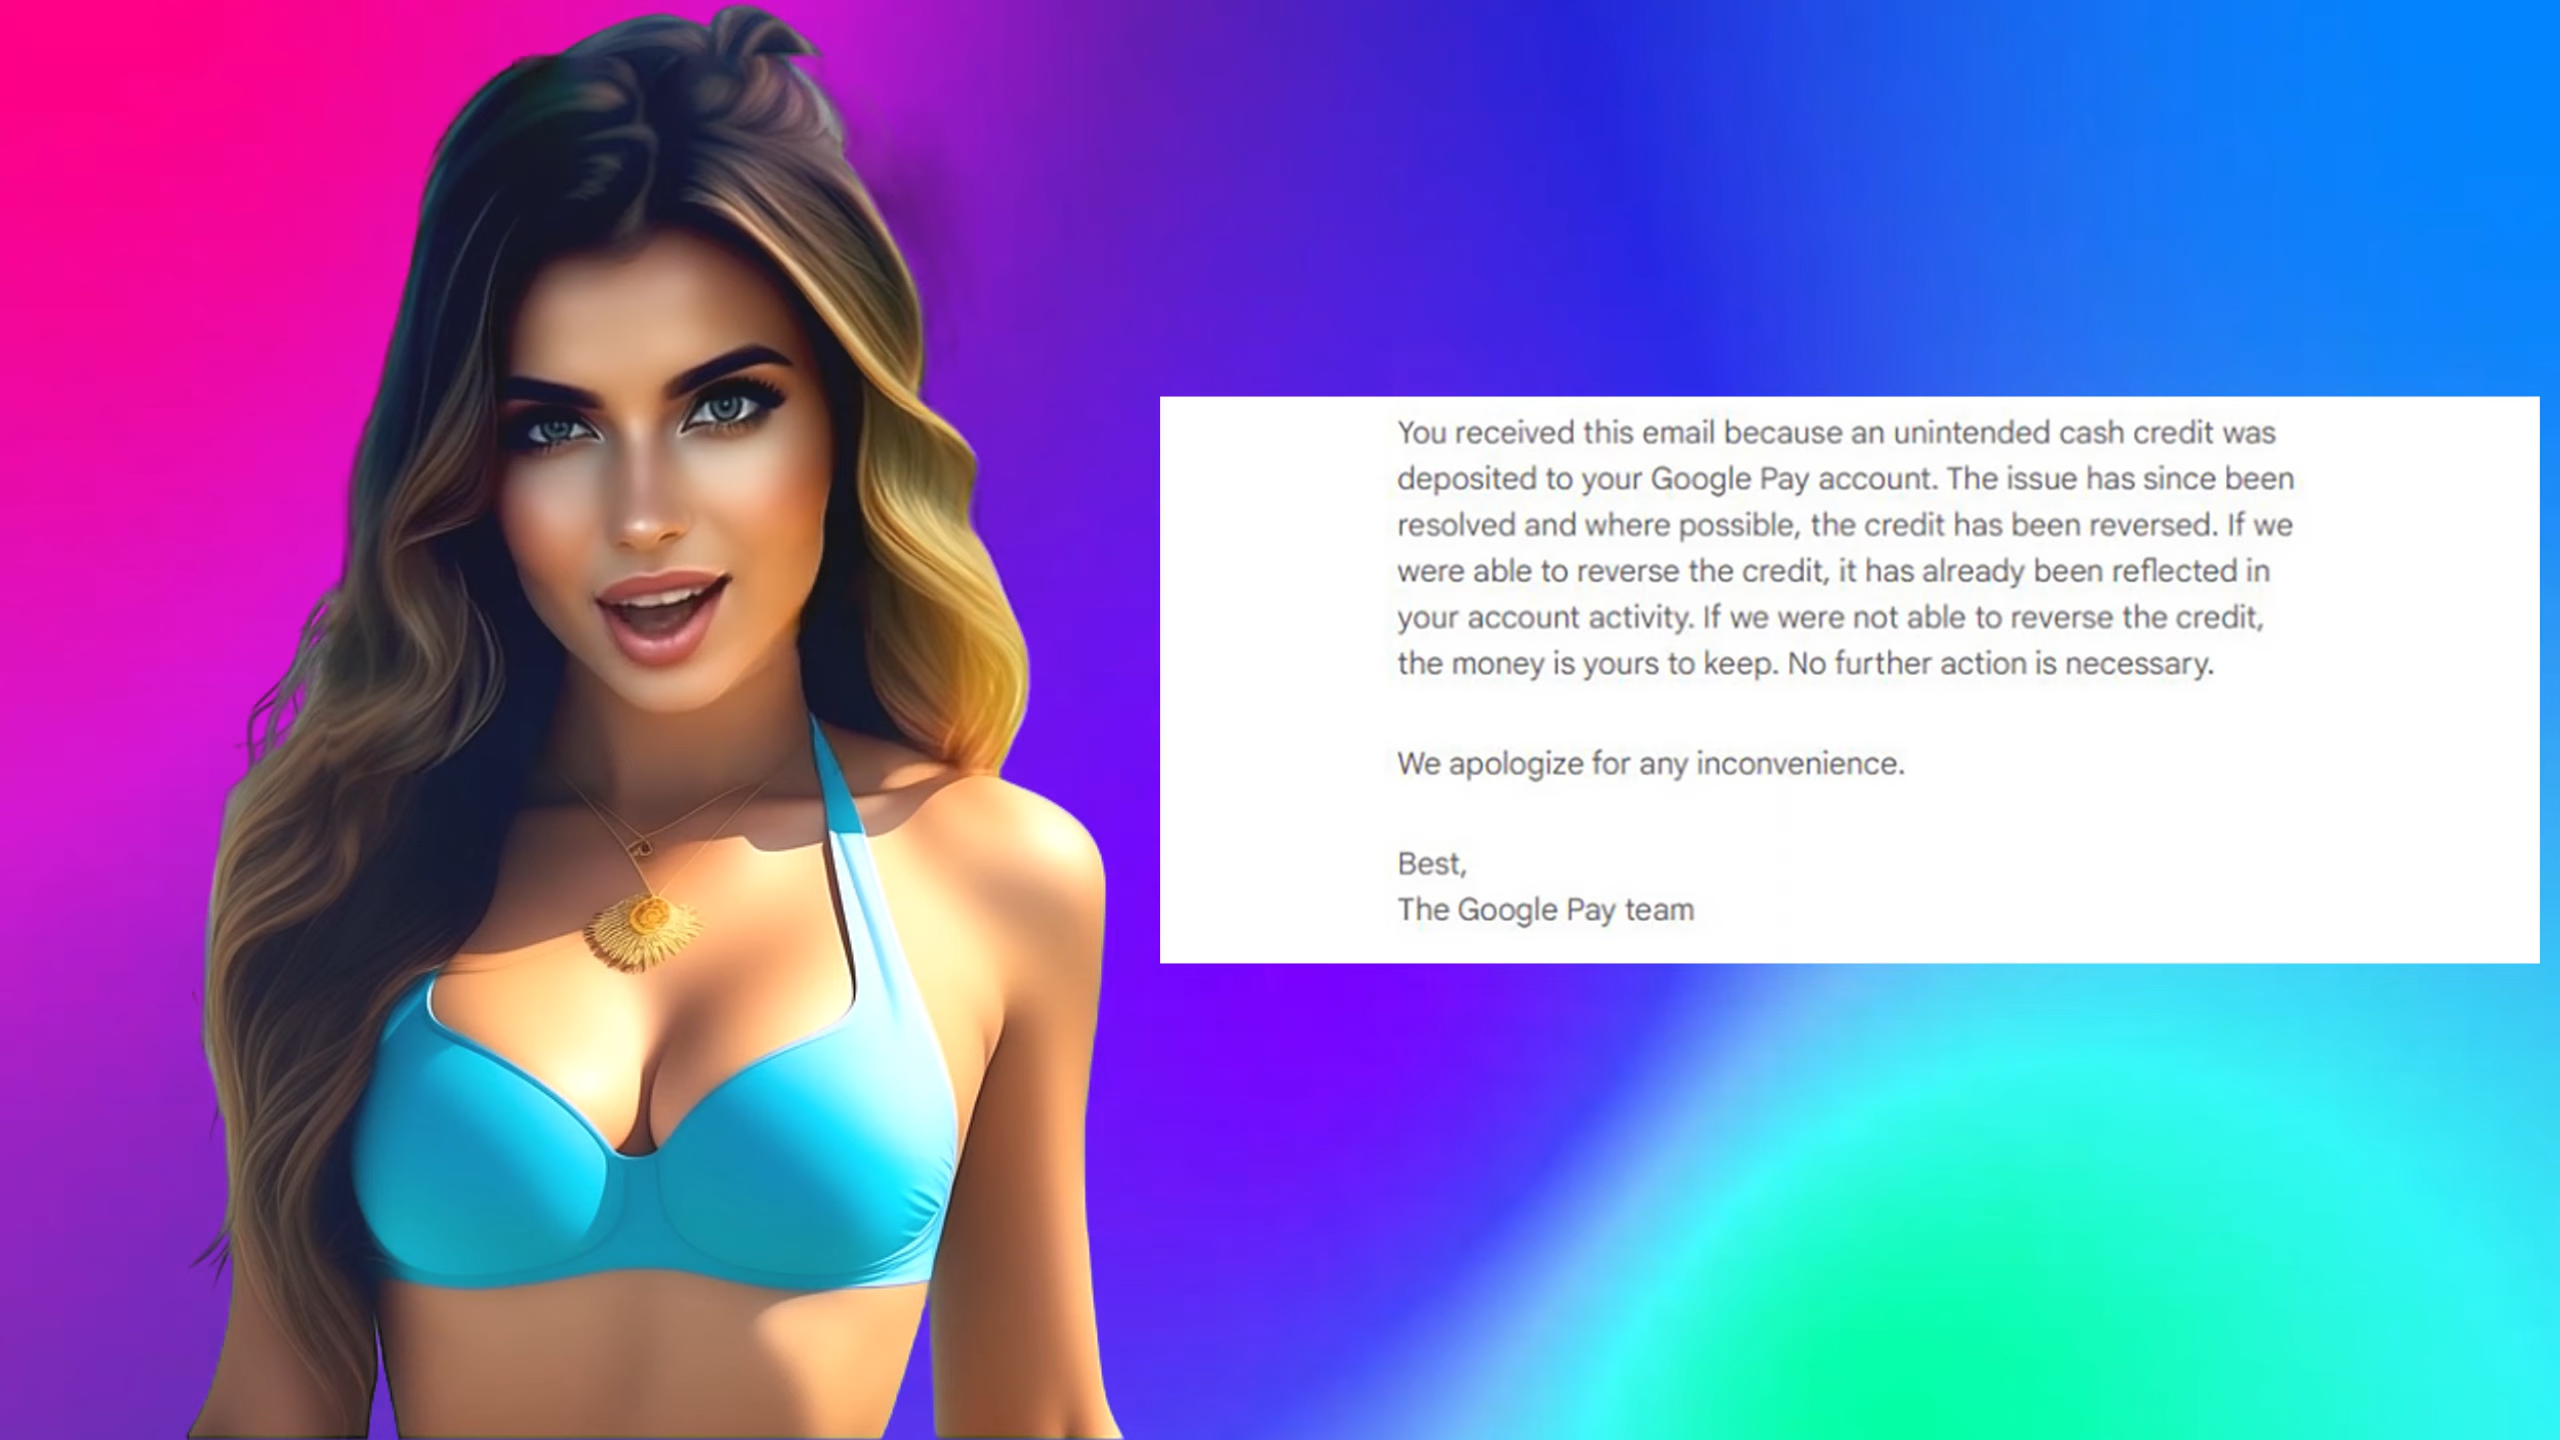 You received this email because an unintended cash credit was
deposited to your Google Pay account. The issue has since been
resolved and where possible, the credit has been reversed. If we
were able to reverse the credit, it has already been reflected in
your account activity. If we were not able to reverse the credit,
the money is yours to keep. No further action is necessary.
We apologize for any inconvenience.
Best,
The Google Pay team